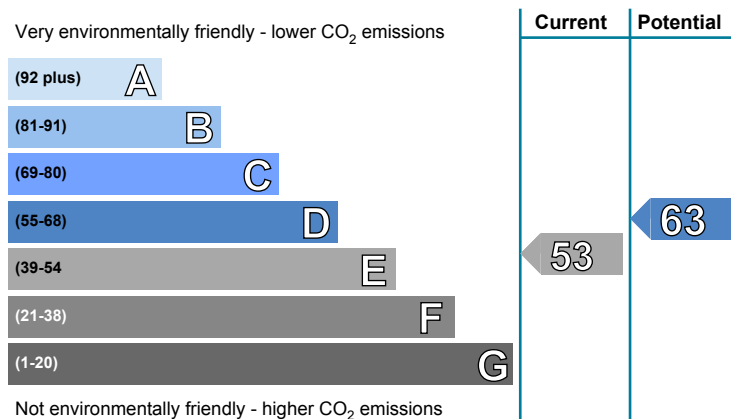 Current Potential
Very environmentally friendly - lower CO2 emissions
(92 plus) A
(81-91) B
(69-80) C
(55-68) D
63
(39-54 E
53
(21-38) F
(1-20) G
Not environmentally friendly - higher CO2 emissions